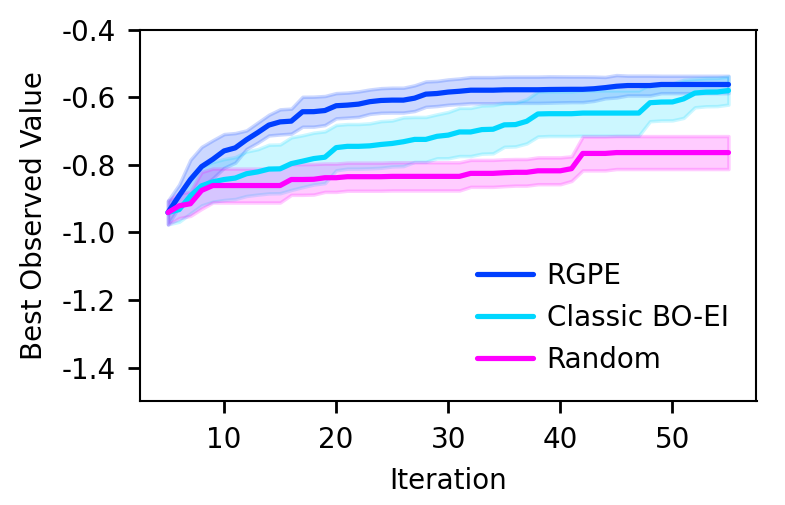 Best Observed Value
-0.4
-0.6
-0.8
-1.0
-1.2
-1.4
RGPE
Classic BO-EI
Random
10 20 30 40 50
Iteration